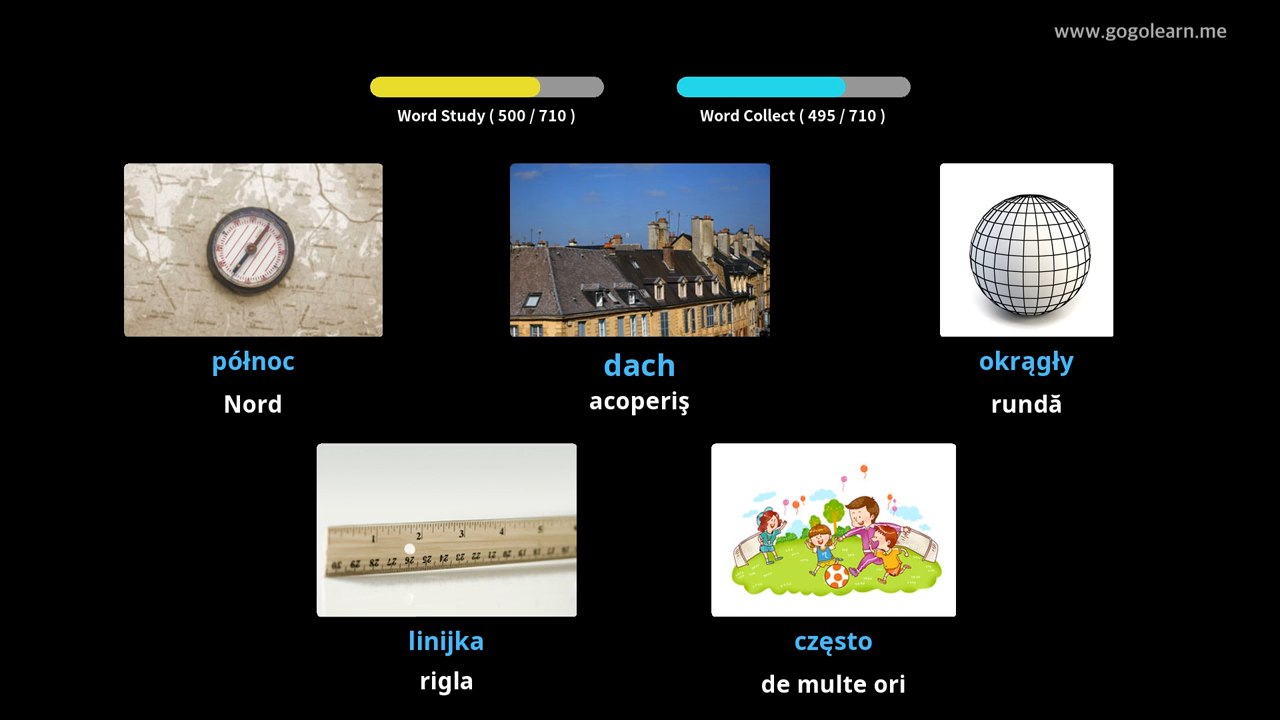 www.gogolearn.me
Word Study ( 500 / 710 )
Word Collect ( 495 / 710 )
północ
Nord
dach
acoperiş
okrągły
rundă
linijka
rigla
często
de multe ori